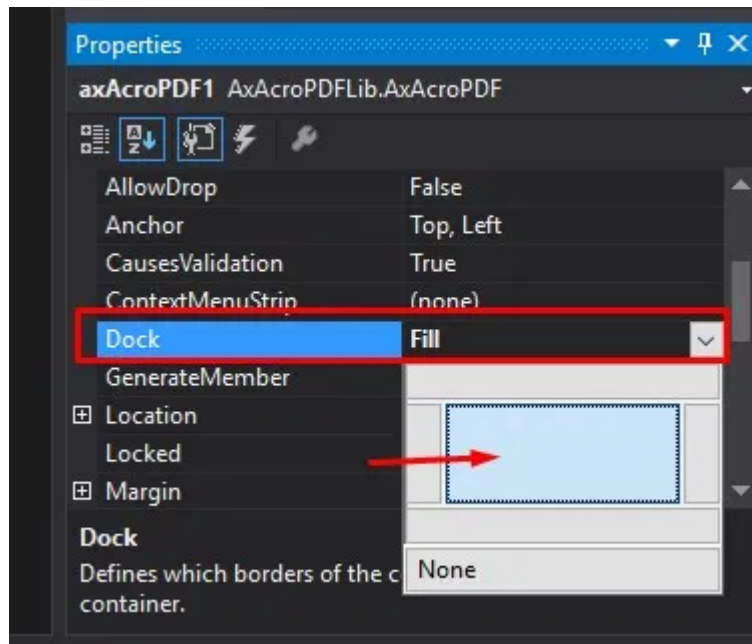 Properties
axAcroPDF1 AxAcroPDFLib.AxAcroPDF
AllowDrop False
Anchor Top, Left
CausesValidation True
ContextMenuStrip (none)
Dock Fill
GenerateMember
Location
Locked
Margin
None
Dock
Defines which borders of the c
container.